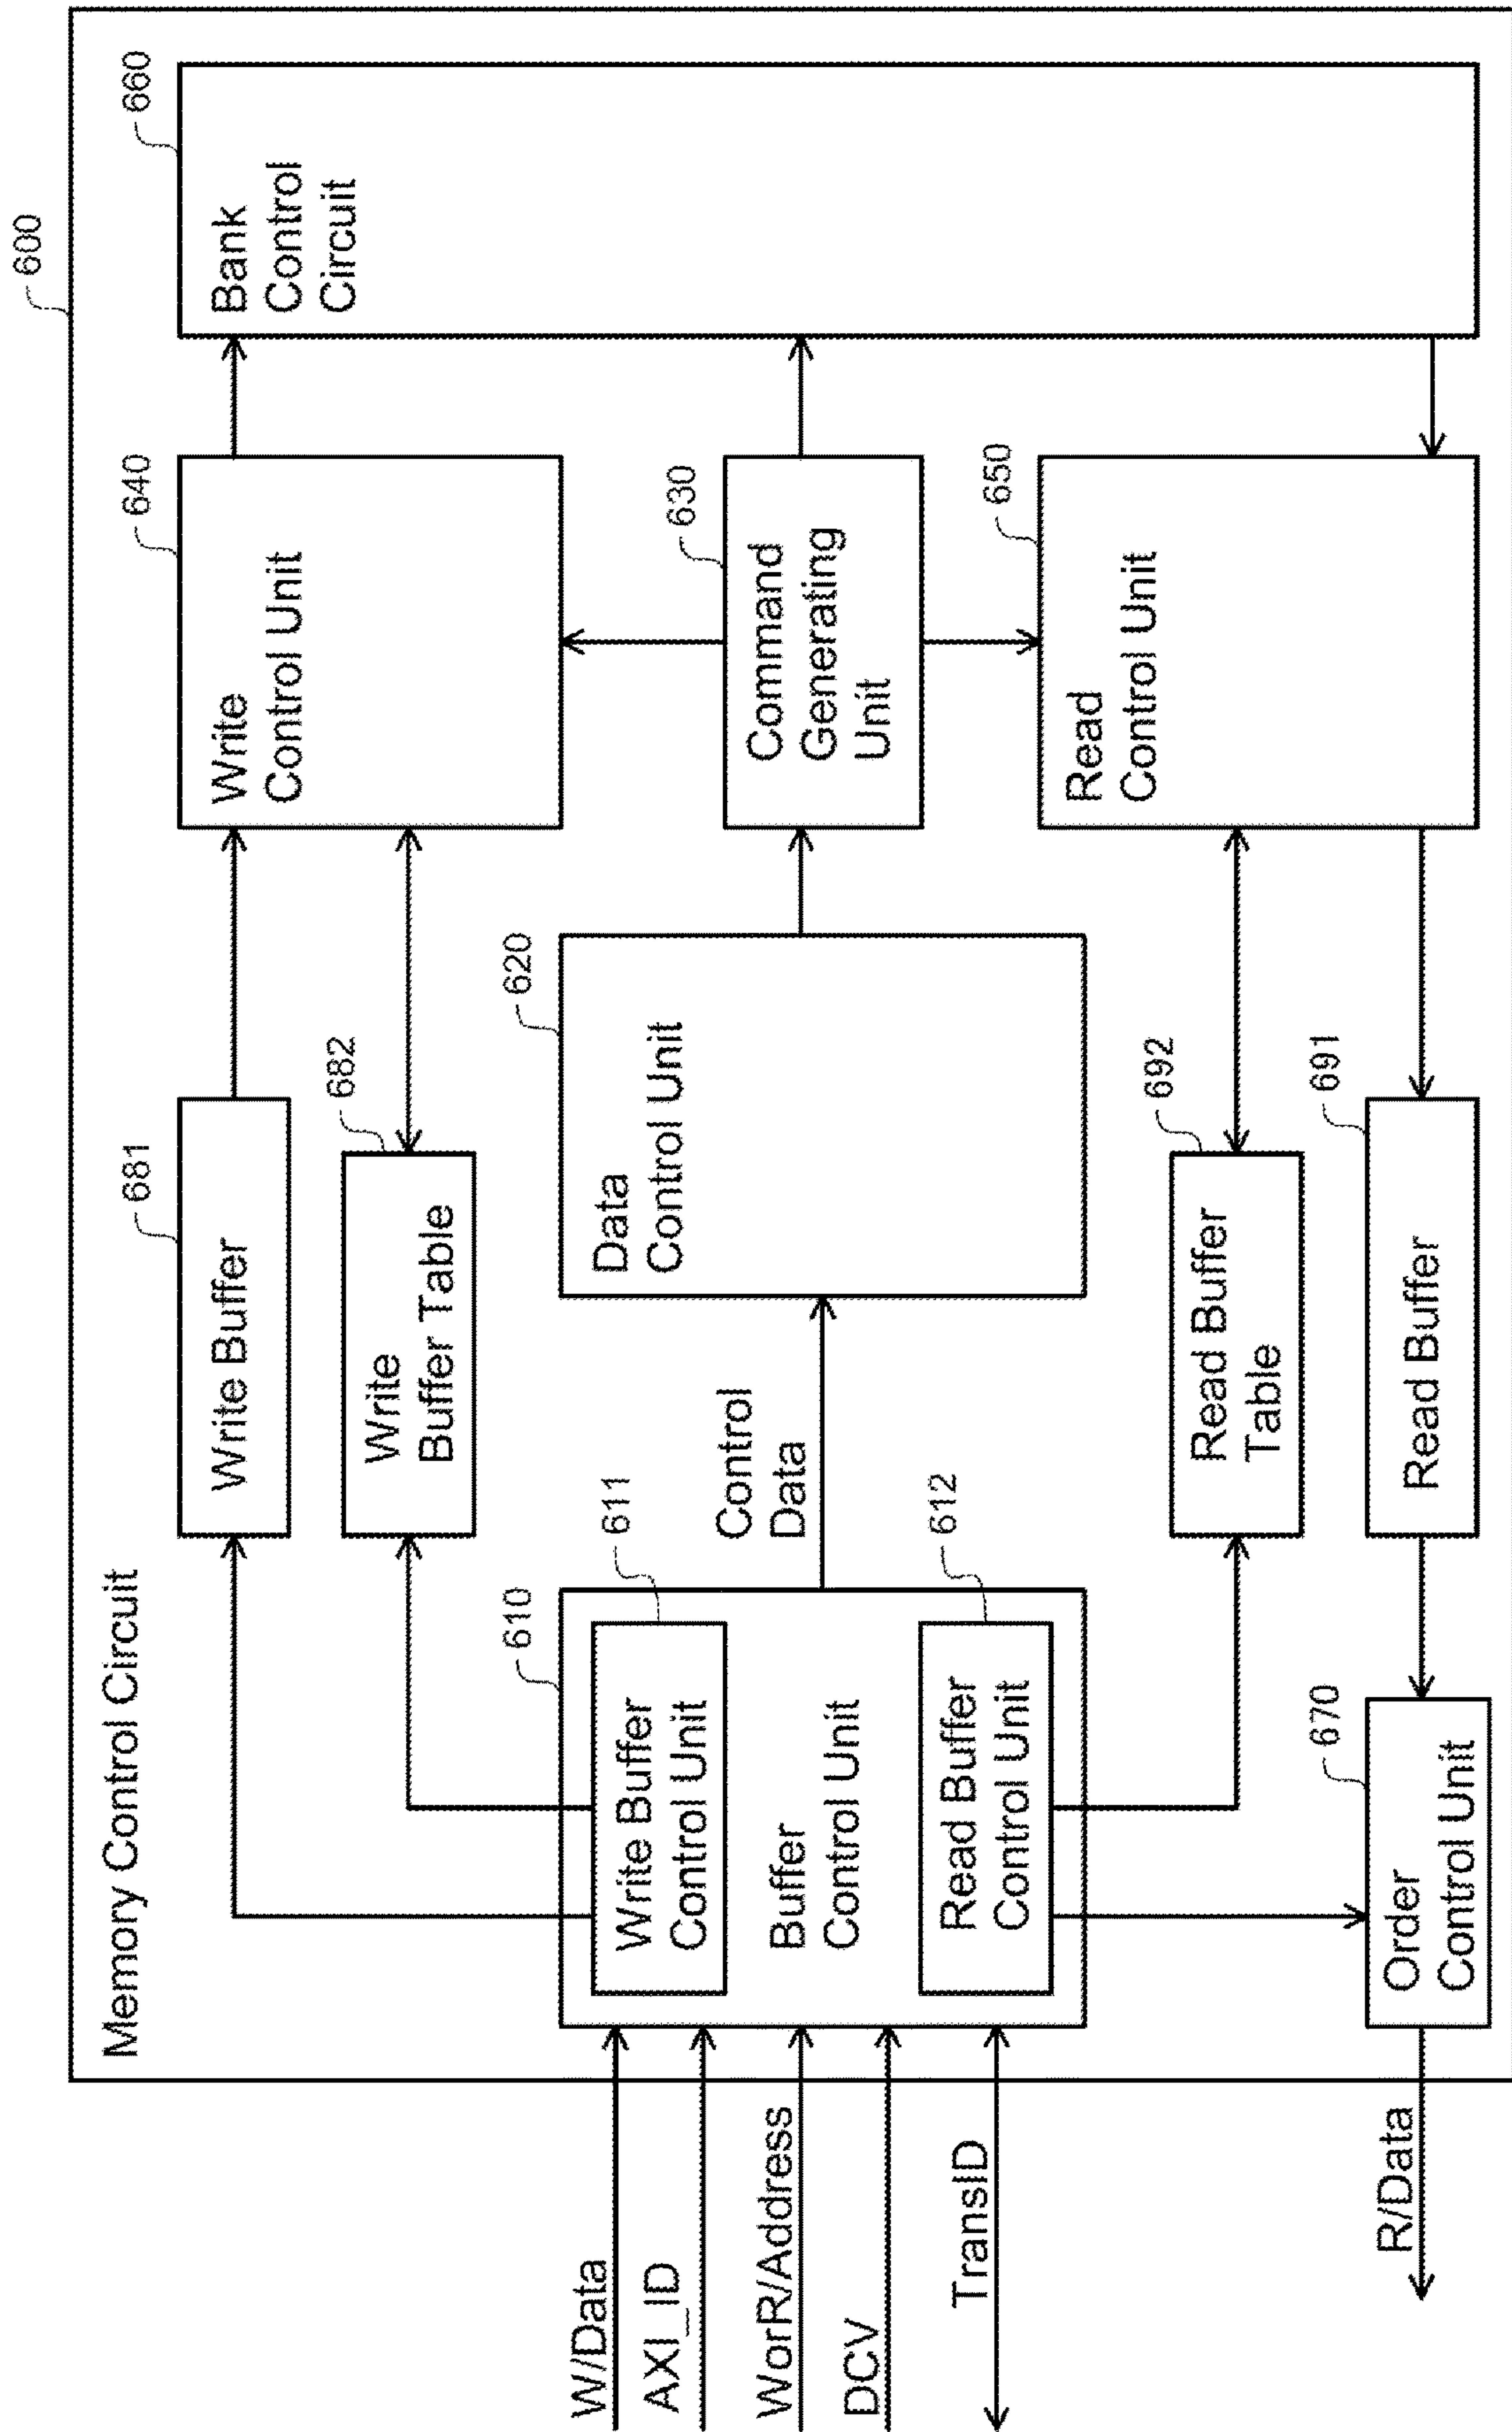 600
Memory Control Circuit
681
Write Buffer
682
Write
Buffer Table
640
Write
Control Unit
660
Bank
Control
Circuit
W/Data
AXI_ID
WorR/Address
DCV
TransID
610
611
Write Buffer
Control Unit
Buffer
Control Unit
612
Read Buffer
Control Unit
Control
Data
620
Data
Control Unit
630
Command
Generating
Unit
692
Read Buffer
Table
650
Read
Control Unit
691
Read Buffer
670
Order
Control Unit
R/Data